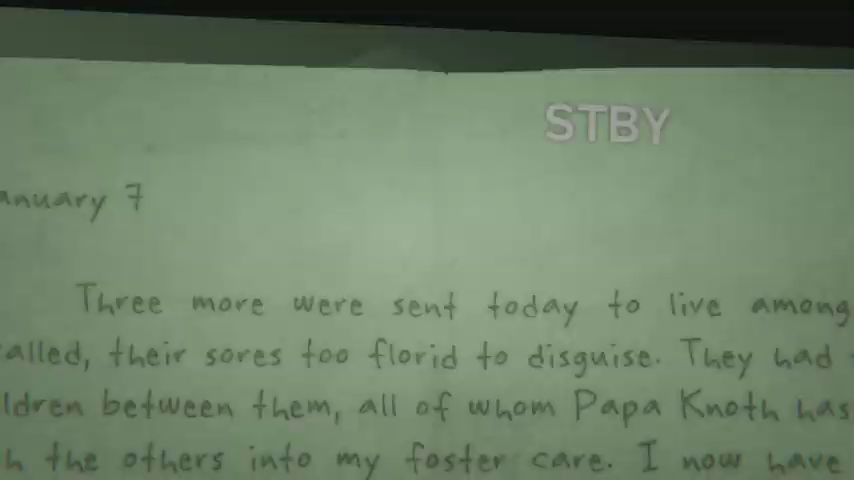 STBY
anuary 7
Three more were sent today to live among
alled, their sores too florid to disguise. They had
ldren between them, all of whom Papa Knoth has
h the others into my foster care. I now have